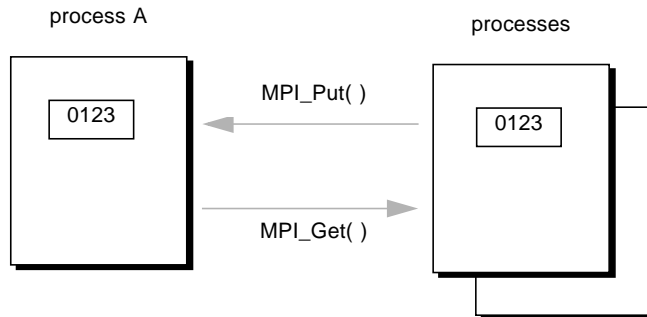 process A
processes
0123
MPI_Put( )
0123
MPI_Get( )